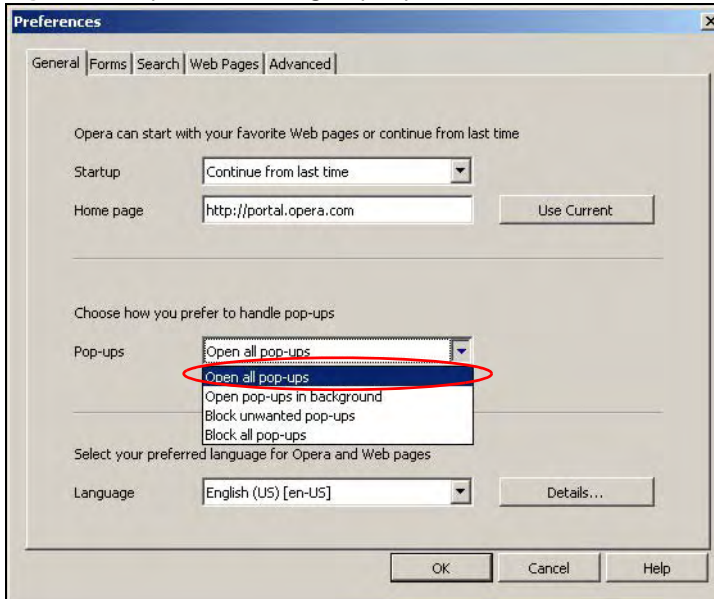 Preferences
General Forms Search Web Pages Advanced
Opera can start with your favorite Web pages or continue from last time
Startup Continue from last time
Home page http://portal.opera.com Use Current
Choose how you prefer to handle pop-ups
Pop-ups Open all pop-ups
Open all pop-ups
Open pop-ups in background
Block unwanted pop-ups
Block all pop-ups
Select your preferred language for Opera and Web pages
Language English (US) [en-US] Details...
OK Cancel Help